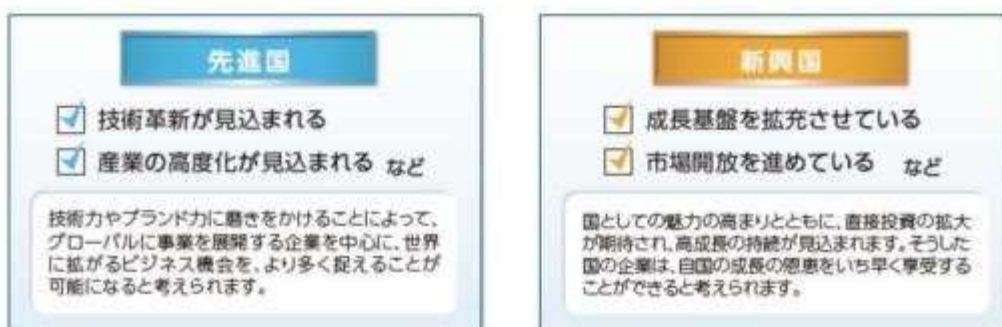 先進国
技術革新が見込まれる
産業の高度化が見込まれる など
技術力やブランド力に磨きをかけることによって、
グローバルに事業を展開する企業を中心に、世界
に拡がるビジネス機会を、より多く捉えることが
可能になると考えられます。
新興国
成長基盤を拡充させている
市場開放を進めている など
国としての魅力の高まりとともに、直接投資の拡大
が期待され、高成長の持続が見込まれます。そうした
国の企業は、自国の成長の恩恵をいち早く享受する
ことができると考えられます。